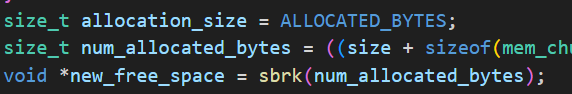 size_t allocation_size = ALLOCATED_BYTES;
size_t num_allocated_bytes = ((size + sizeof(mem_chu
void *new_free_space = sbrk(num_allocated_bytes);